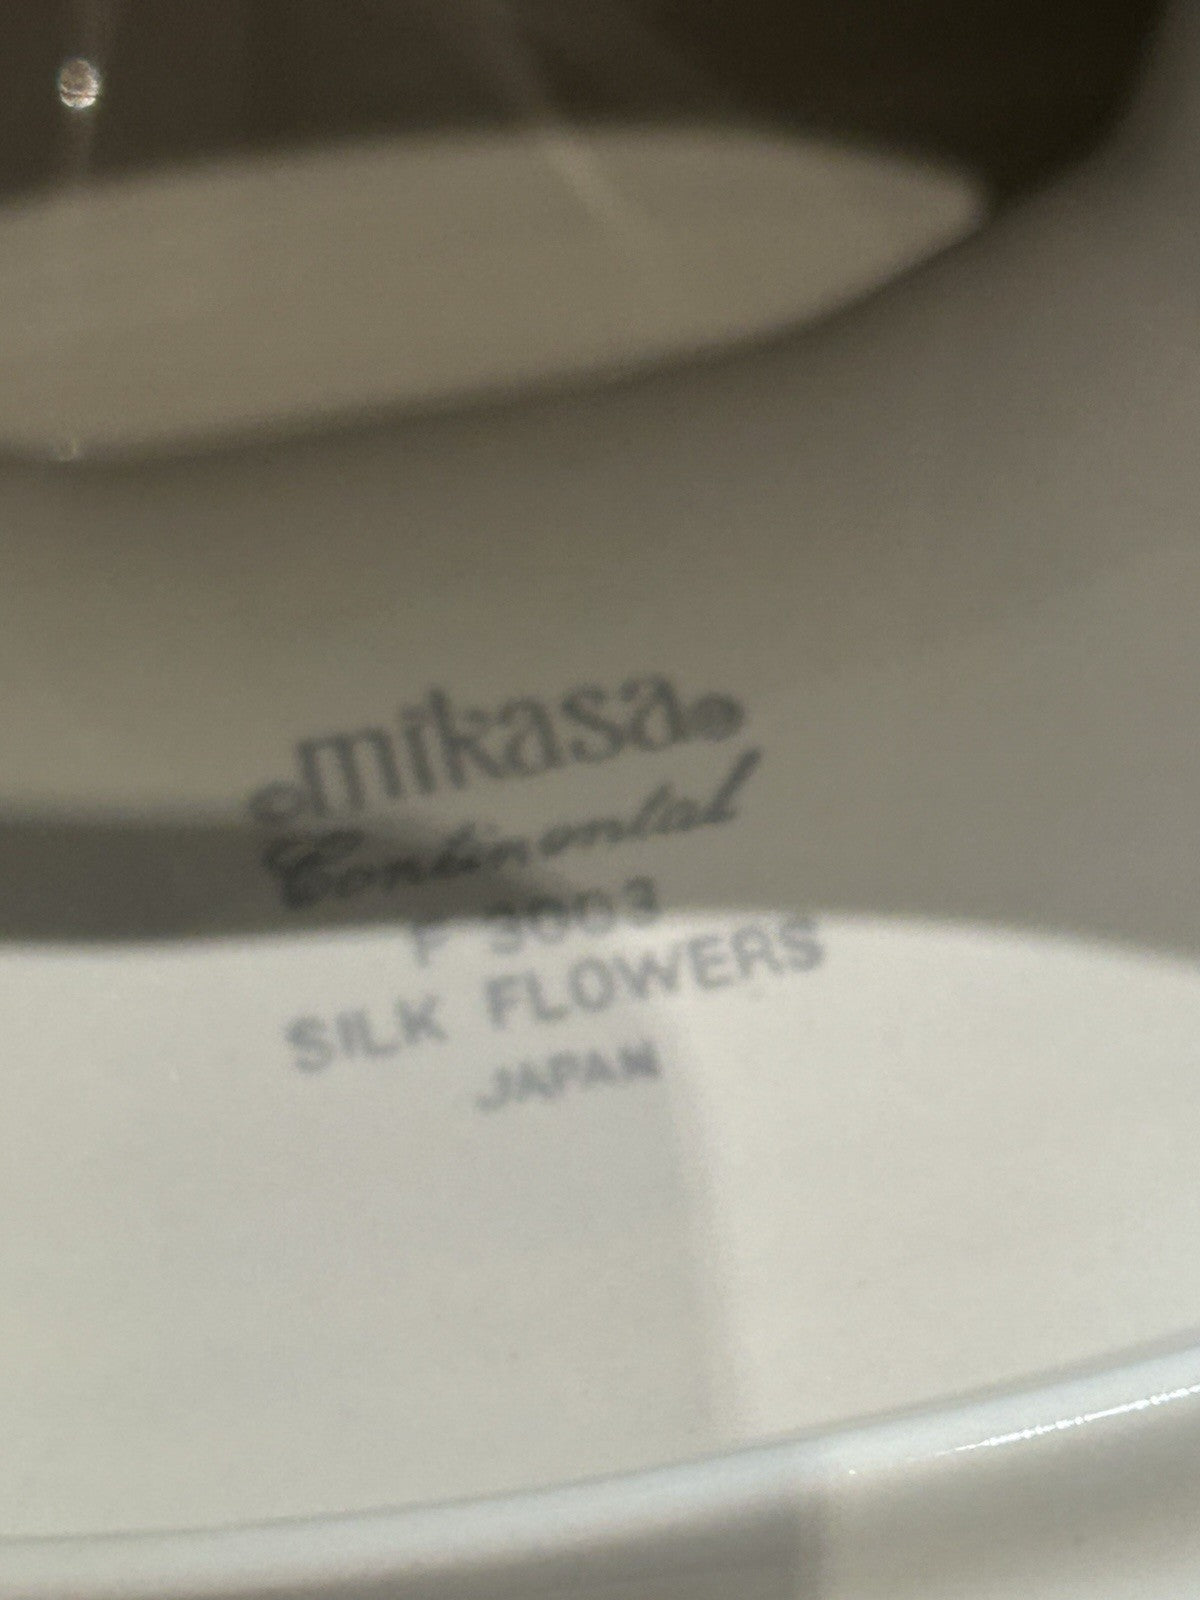 ©mikasa®
Continental
F 3003
SILK FLOWERS
JAPAN